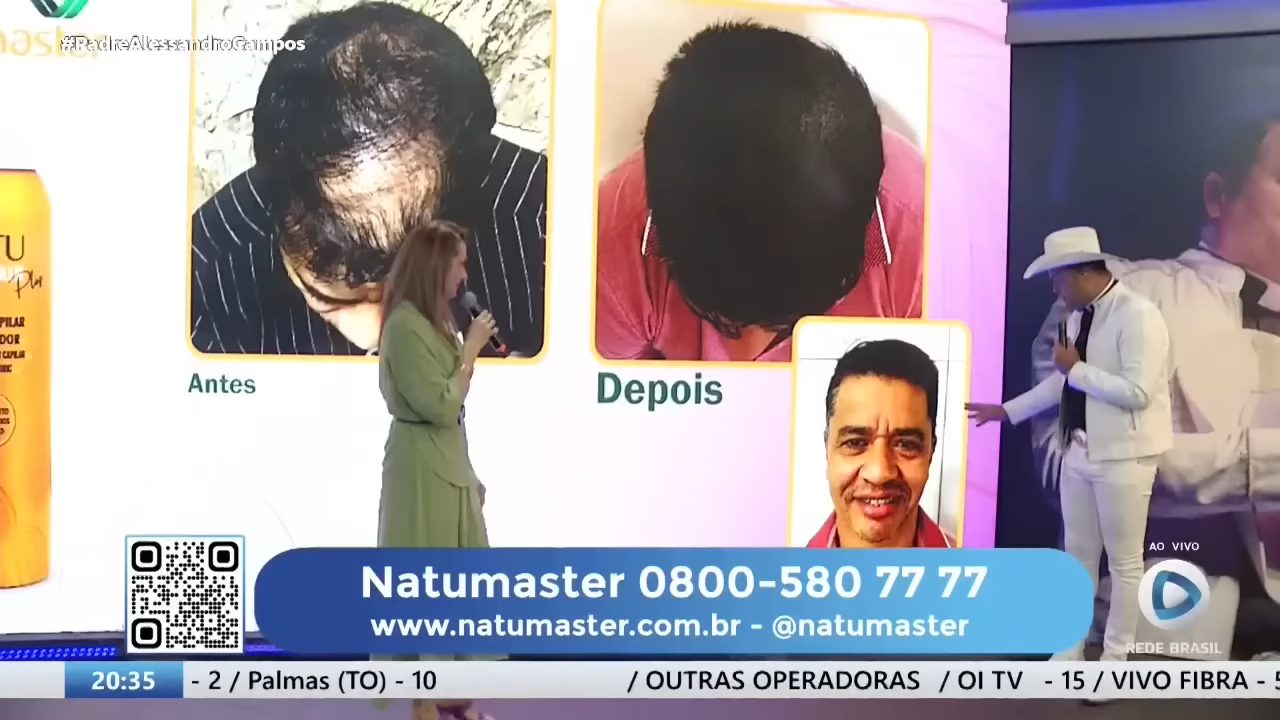 #PadreAlessandroCampos
Antes
Depois
Natumaster 0800-580 77 77
www.natumaster.com.br - @natumaster
AO VIVO
REDE BRASIL
20:35
- 2 / Palmas (TO) - 10
/ OUTRAS OPERADORAS / OI TV - 15 / VIVO FIBRA - 5